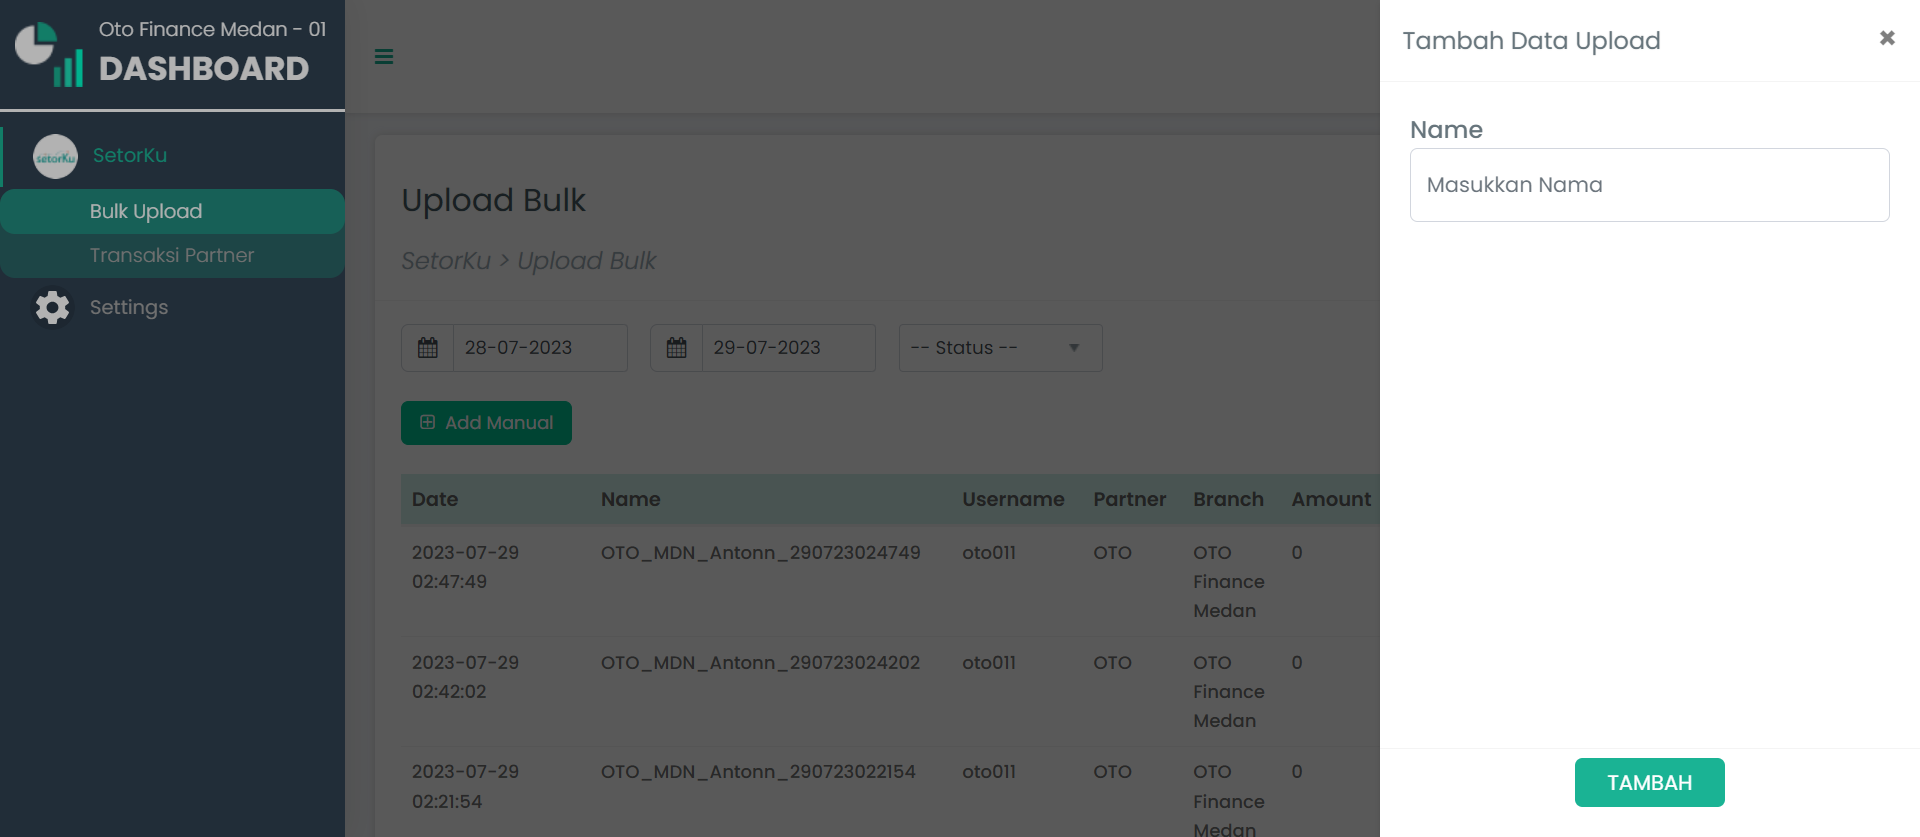 Oto Finance Medan - 01
DASHBOARD
setorKu
SetorKu
Bulk Upload
Transaksi Partner
Settings
Upload Bulk
SetorKu > Upload Bulk
28-07-2023
29-07-2023
-- Status --
Add Manual
Date Name Username Partner Branch Amount
2023-07-29 OTO_MDN_Antonn_290723024749 oto011 OTO OTO 0
02:47:49 Finance
Medan
2023-07-29 OTO_MDN_Antonn_290723024202 oto011 OTO OTO 0
02:42:02 Finance
Medan
2023-07-29 OTO_MDN_Antonn_290723022154 oto011 OTO OTO 0
02:21:54 Finance
Medan
Tambah Data Upload
Name
Masukkan Nama
TAMBAH